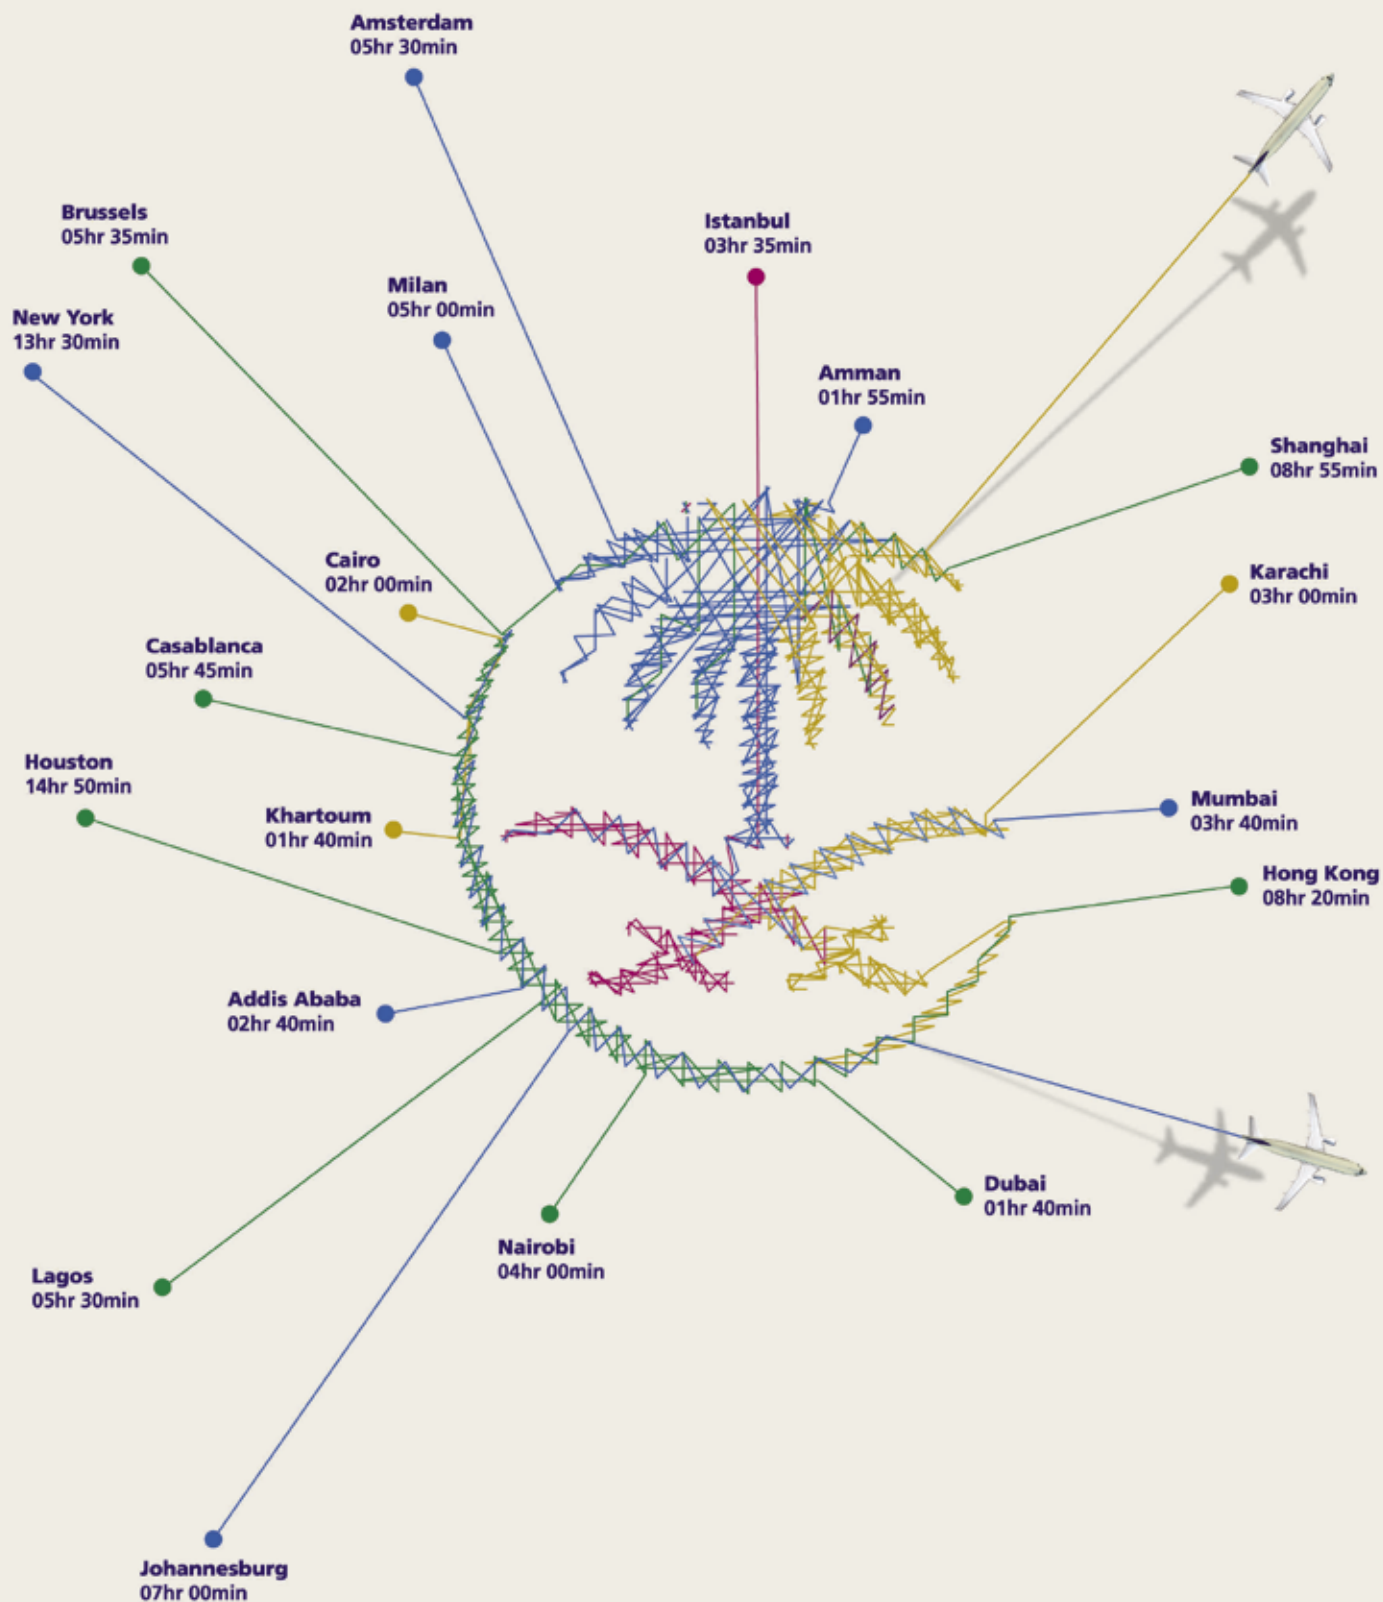 Amsterdam
05hr 30min
Brussels
05hr 35min
Istanbul
03hr 35min
Milan
05hr 00min
New York
13hr 30min
Amman
01hr 55min
Shanghai
08hr 55min
Cairo
02hr 00min
Karachi
03hr 00min
Casablanca
05hr 45min
Houston
14hr 50min
Khartoum
01hr 40min
Mumbai
03hr 40min
Hong Kong
08hr 20min
Addis Ababa
02hr 40min
Dubai
01hr 40min
Nairobi
04hr 00min
Lagos
05hr 30min
Johannesburg
07hr 00min